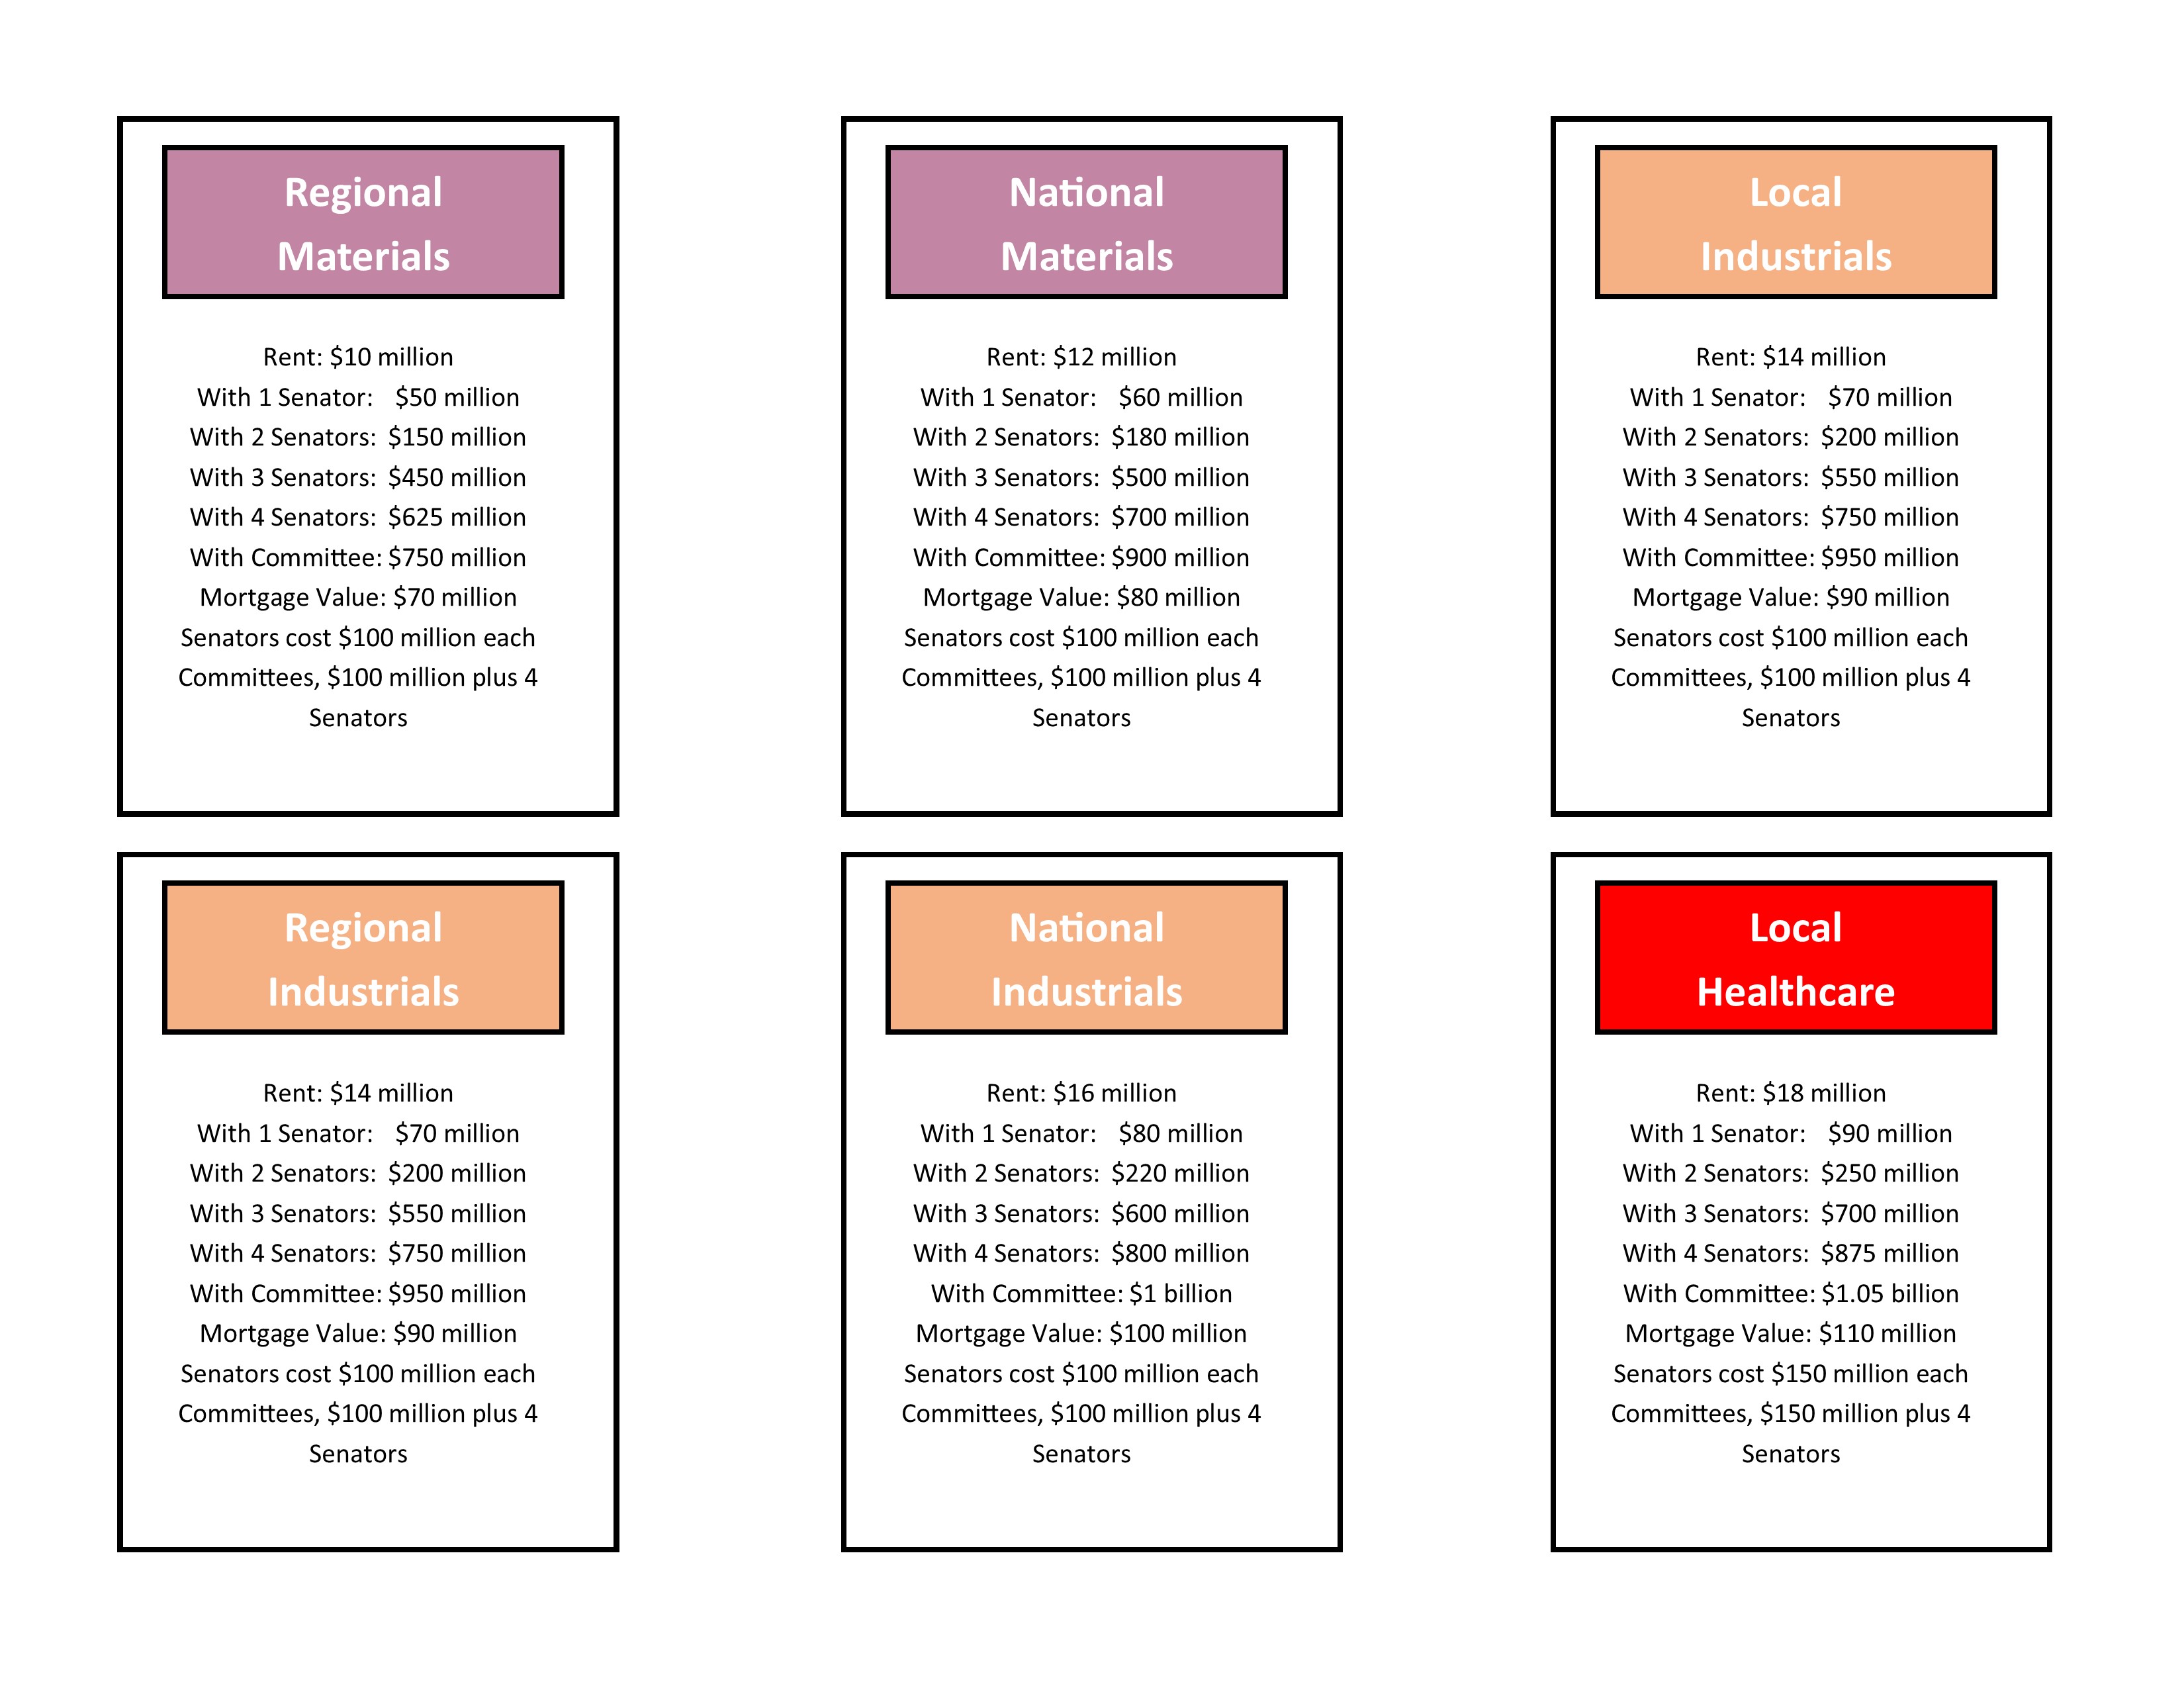 Regional
Materials
Rent: $10 million
With 1 Senator: $50 million
With 2 Senators: $150 million
With 3 Senators: $450 million
With 4 Senators: $625 million
With Committee: $750 million
Mortgage Value: $70 million
Senators cost $100 million each
Committees, $100 million plus 4
Senators
National
Materials
Rent: $12 million
With 1 Senator: $60 million
With 2 Senators: $180 million
With 3 Senators: $500 million
With 4 Senators: $700 million
With Committee: $900 million
Mortgage Value: $80 million
Senators cost $100 million each
Committees, $100 million plus 4
Senators
Local
Industrials
Rent: $14 million
With 1 Senator: $70 million
With 2 Senators: $200 million
With 3 Senators: $550 million
With 4 Senators: $750 million
With Committee: $950 million
Mortgage Value: $90 million
Senators cost $100 million each
Committees, $100 million plus 4
Senators
Regional
Industrials
Rent: $14 million
With 1 Senator: $70 million
With 2 Senators: $200 million
With 3 Senators: $550 million
With 4 Senators: $750 million
With Committee: $950 million
Mortgage Value: $90 million
Senators cost $100 million each
Committees, $100 million plus 4
Senators
National
Industrials
Rent: $16 million
With 1 Senator: $80 million
With 2 Senators: $220 million
With 3 Senators: $600 million
With 4 Senators: $800 million
With Committee: $1 billion
Mortgage Value: $100 million
Senators cost $100 million each
Committees, $100 million plus 4
Senators
Local
Healthcare
Rent: $18 million
With 1 Senator: $90 million
With 2 Senators: $250 million
With 3 Senators: $700 million
With 4 Senators: $875 million
With Committee: $1.05 billion
Mortgage Value: $110 million
Senators cost $150 million each
Committees, $150 million plus 4
Senators